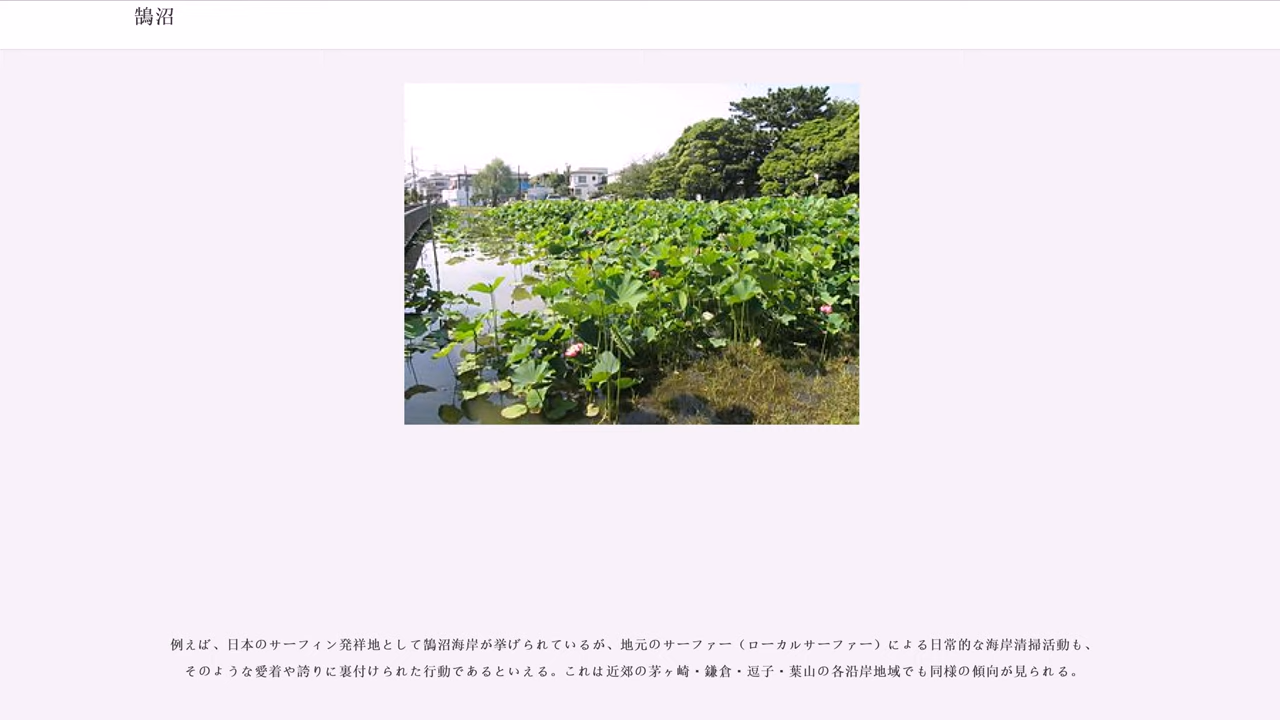 鵠沼
例えば、日本のサーフィン発祥地として鵠沼海岸が挙げられているが、地元のサーファー（ローカルサーファー）による日常的な海岸清掃活動も、
そのような愛着や誇りに裏付けられた行動であるといえる。これは近郊の茅ヶ崎・鎌倉・逗子・葉山の各沿岸地域でも同様の傾向が見られる。